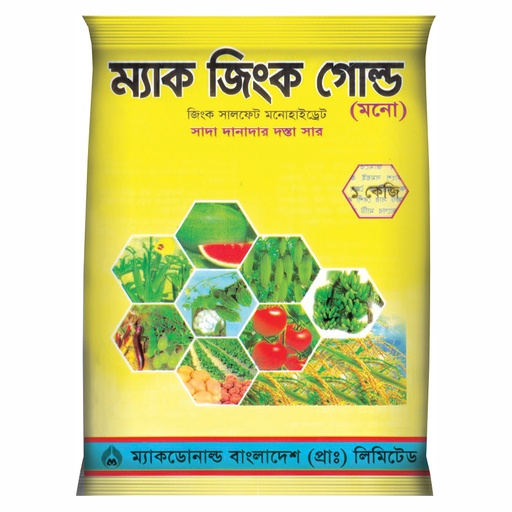 ম্যাক জিংক গোল্ড
(মনো)
জিংক সালফেট মনোহাইড্রেট
সাদা দানাদার দস্তা সার
১ কেজি
ম্যাকডোনাল্ড বাংলাদেশ (প্রাঃ) লিমিটেড